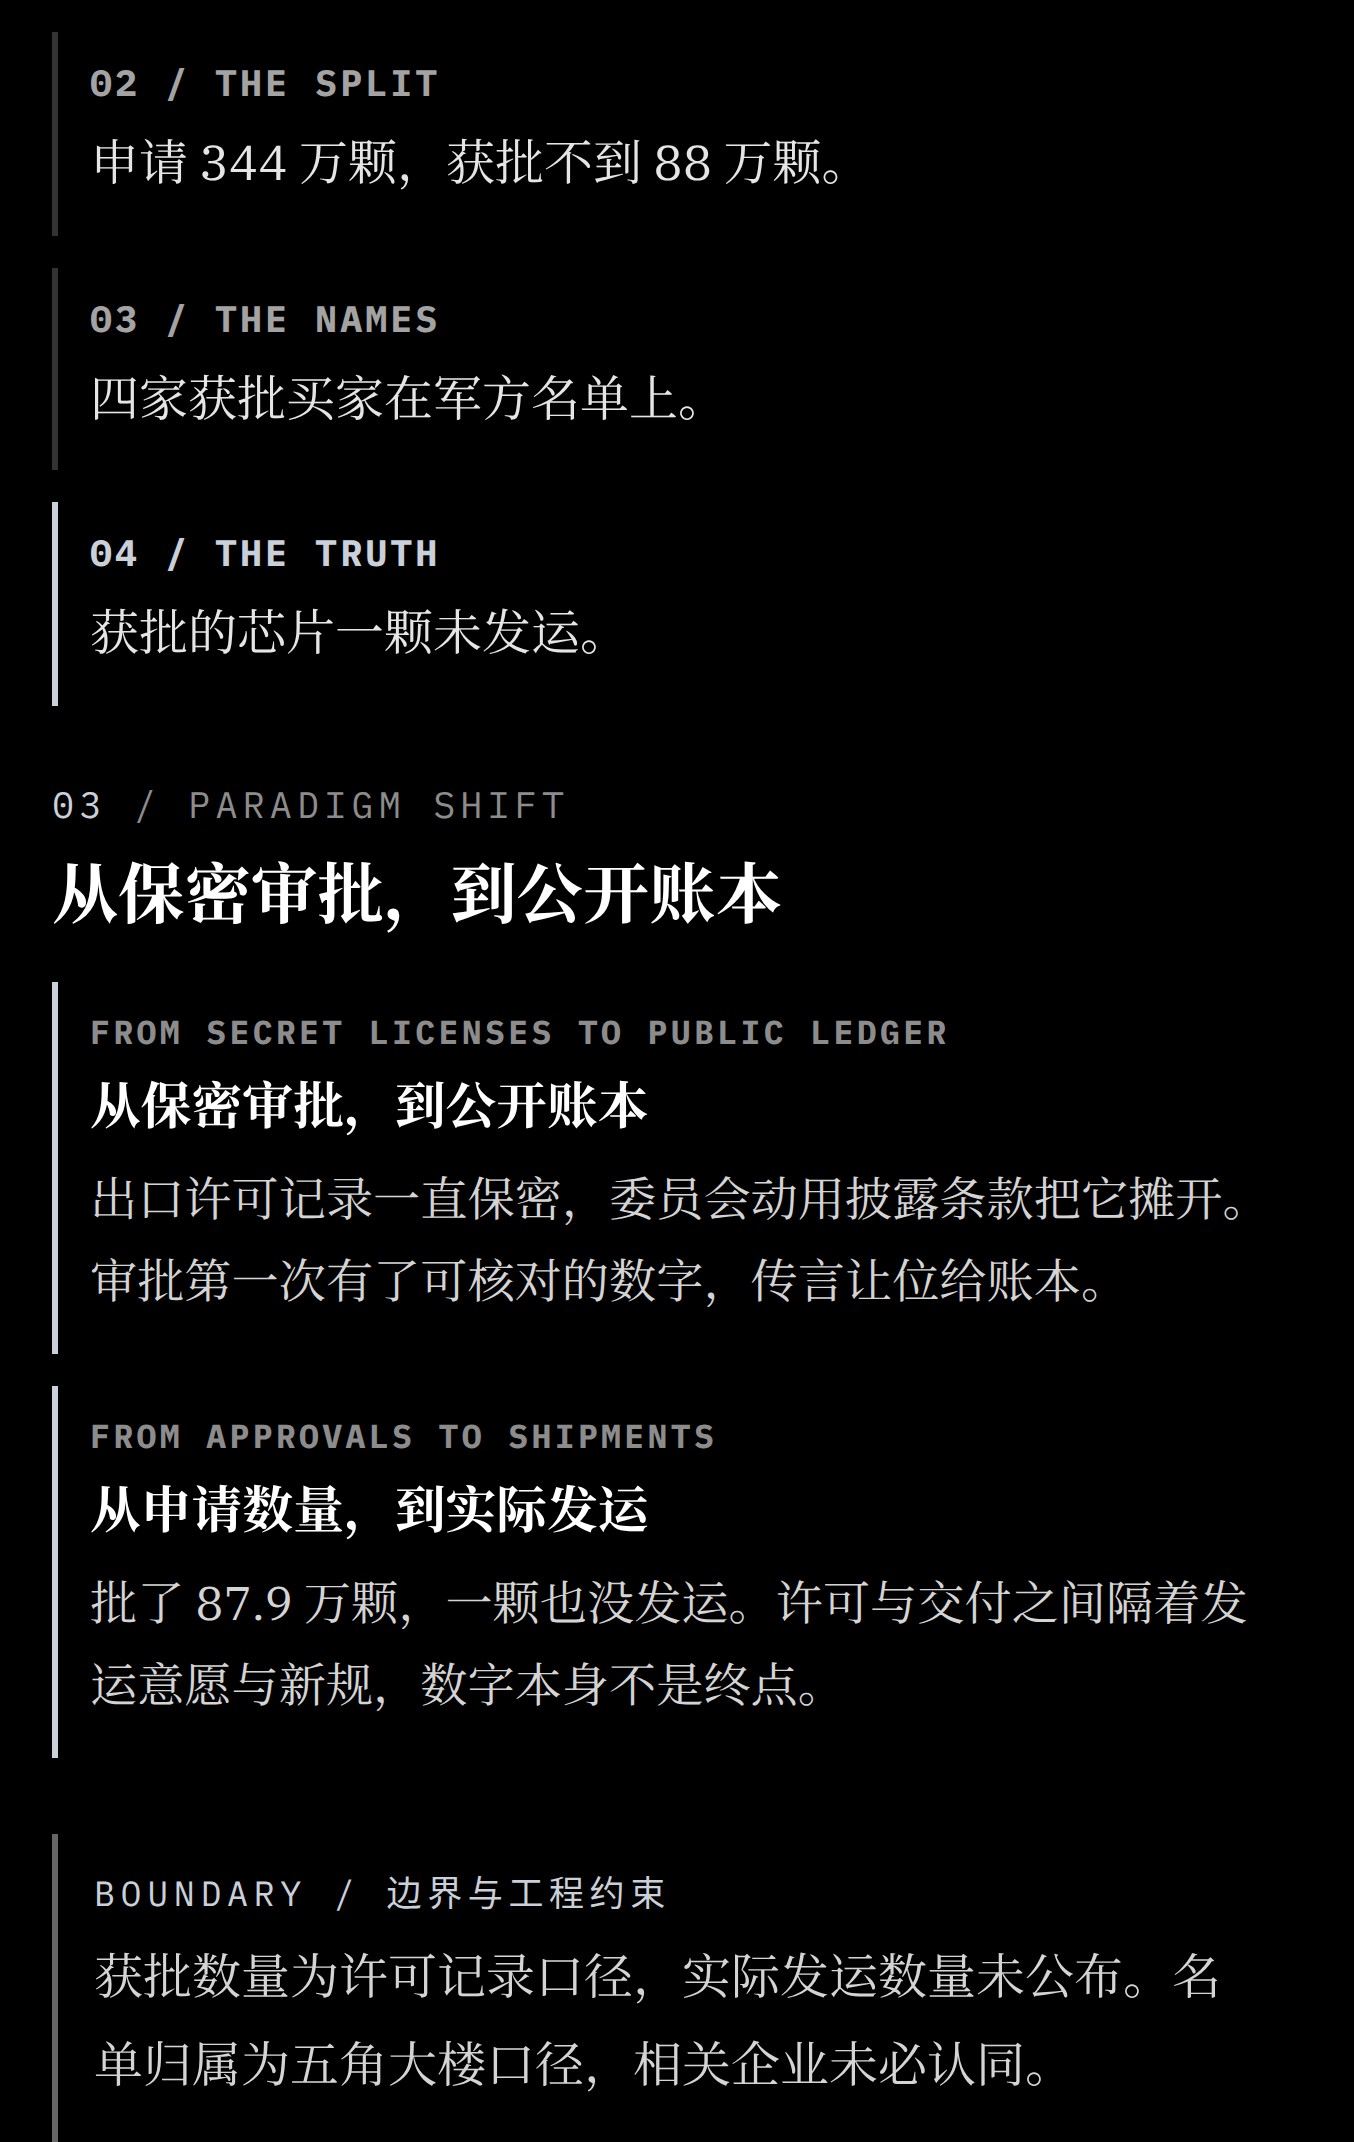 02 / THE SPLIT
申请 344 万颗，获批不到 88 万颗。
03 / THE NAMES
四家获批买家在军方名单上。
04 / THE TRUTH
获批的芯片一颗未发运。
03 / PARADIGM SHIFT
从保密审批，到公开账本
FROM SECRET LICENSES TO PUBLIC LEDGER
从保密审批，到公开账本
出口许可记录一直保密，委员会动用披露条款把它摊开。
审批第一次有了可核对的数字，传言让位给账本。
FROM APPROVALS TO SHIPMENTS
从申请数量，到实际发运
批了 87.9 万颗，一颗也没发运。许可与交付之间隔着发
运意愿与新规，数字本身不是终点。
BOUNDARY / 边界与工程约束
获批数量为许可记录口径，实际发运数量未公布。名
单归属为五角大楼口径，相关企业未必认同。